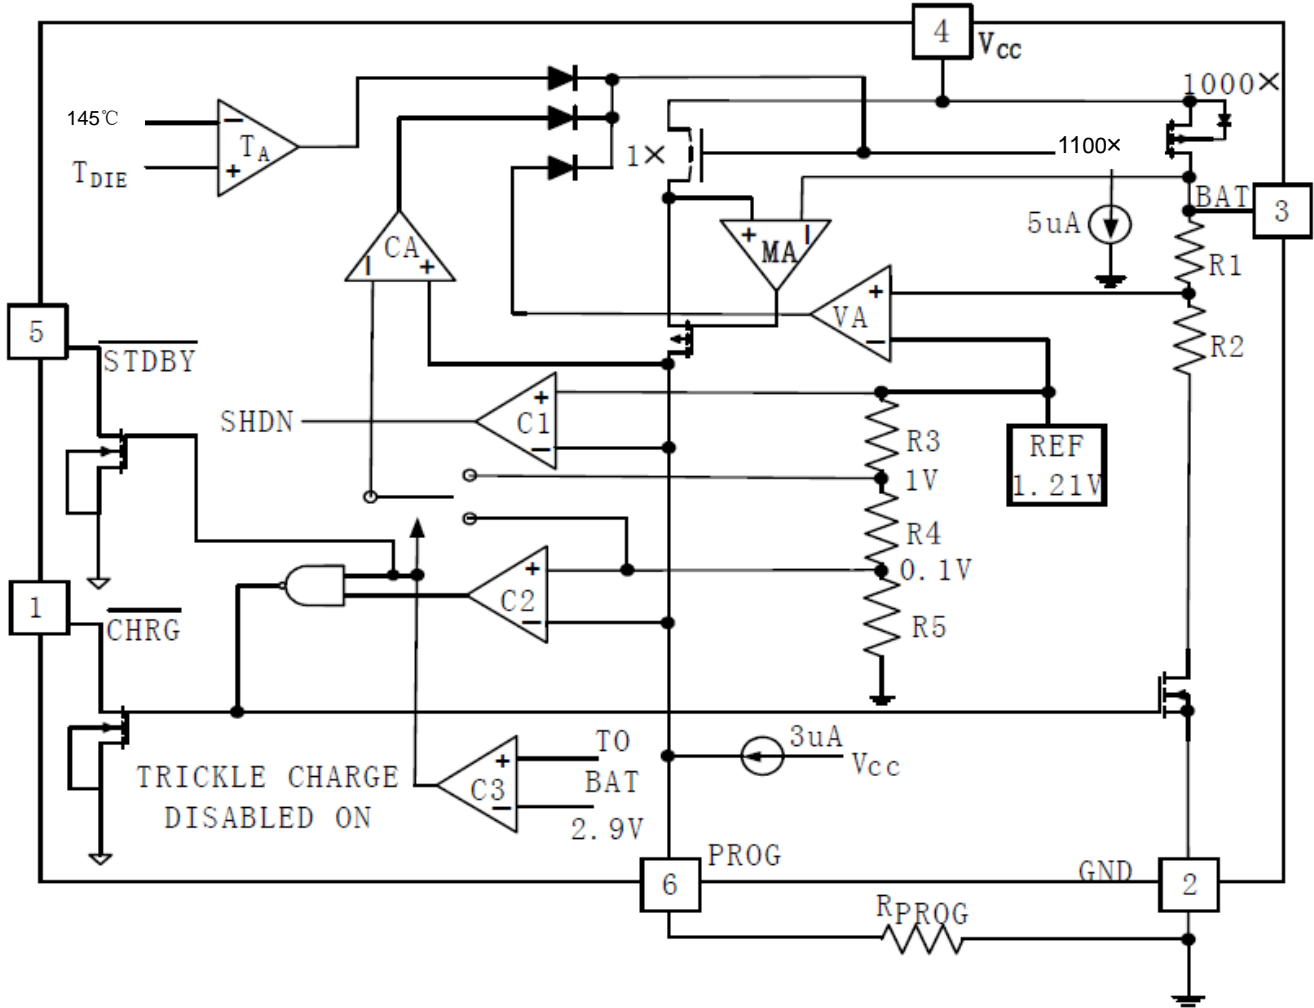 4
VCC
1000×
145℃
−
TA
+
TDIE
1×
1100×
BAT
3
5uA
CA
+
+
MA
R1
VA
+
−
R2
5
STDBY
SHDN
C1
+
−
R3
REF
1.21V
1V
R4
0.1V
C2
+
−
R5
1
CHRG
TRICKLE CHARGE
DISABLED ON
C3
+
−
TO
BAT
2.9V
3uA
Vcc
PROG
6
GND
2
RPROG